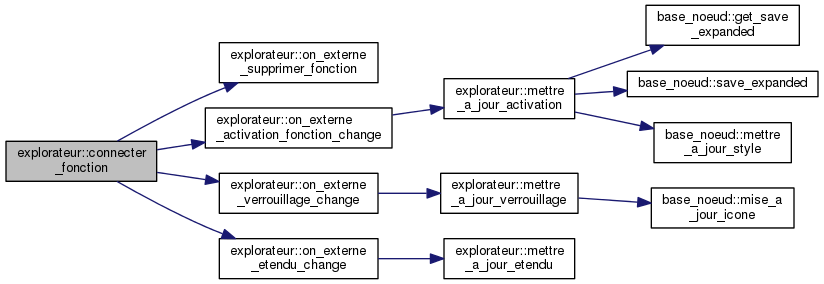 explorateur::connecter
_fonction
explorateur::on_externe
_supprimer_fonction
explorateur::on_externe
_activation_fonction_change
explorateur::mettre
_a_jour_activation
base_noeud::get_save
_expanded
base_noeud::save_expanded
base_noeud::mettre
_a_jour_style
explorateur::on_externe
_verrouillage_change
explorateur::mettre
_a_jour_verrouillage
base_noeud::mise_a
_jour_icone
explorateur::on_externe
_etendu_change
explorateur::mettre
_a_jour_etendu